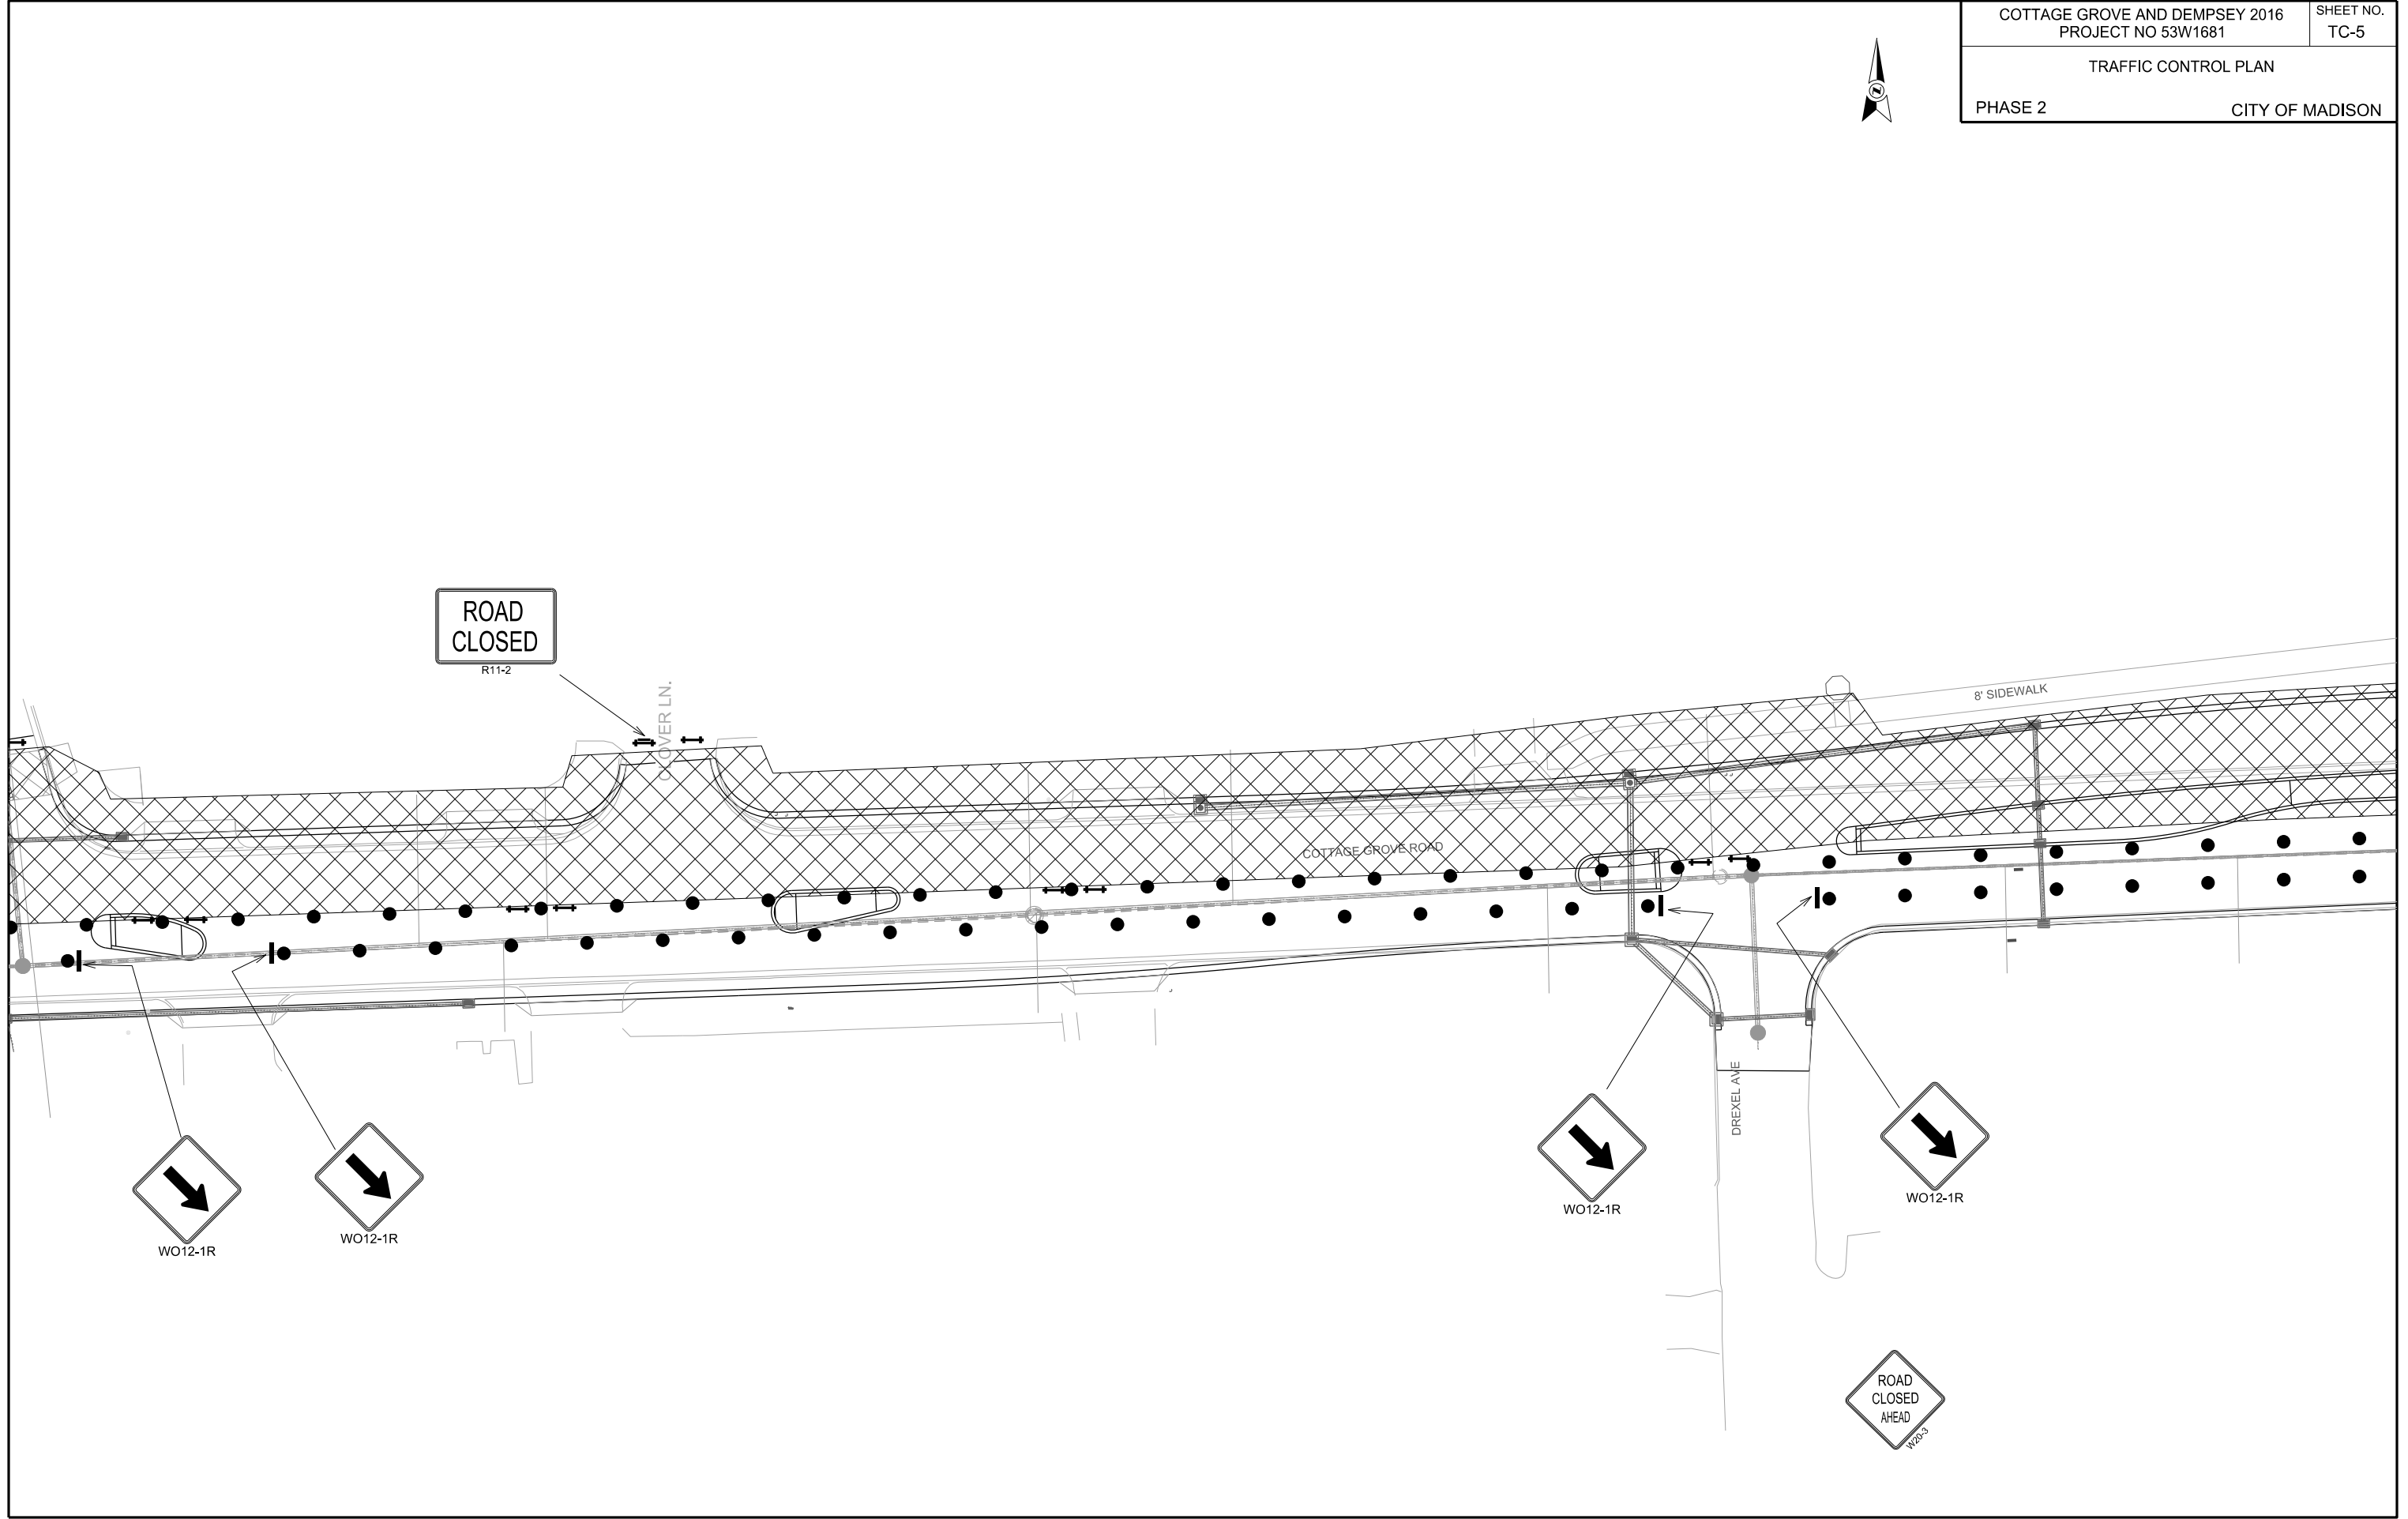 COTTAGE GROVE AND DEMPSEY 2016
PROJECT NO 53W1681
SHEET NO.
TC-5
TRAFFIC CONTROL PLAN
PHASE 2
CITY OF MADISON
N
ROAD
CLOSED
R11-2
CLOVER LN.
8' SIDEWALK
COTTAGE GROVE ROAD
DREXEL AVE
WO12-1R
WO12-1R
WO12-1R
WO12-1R
ROAD
CLOSED
AHEAD
W20-3